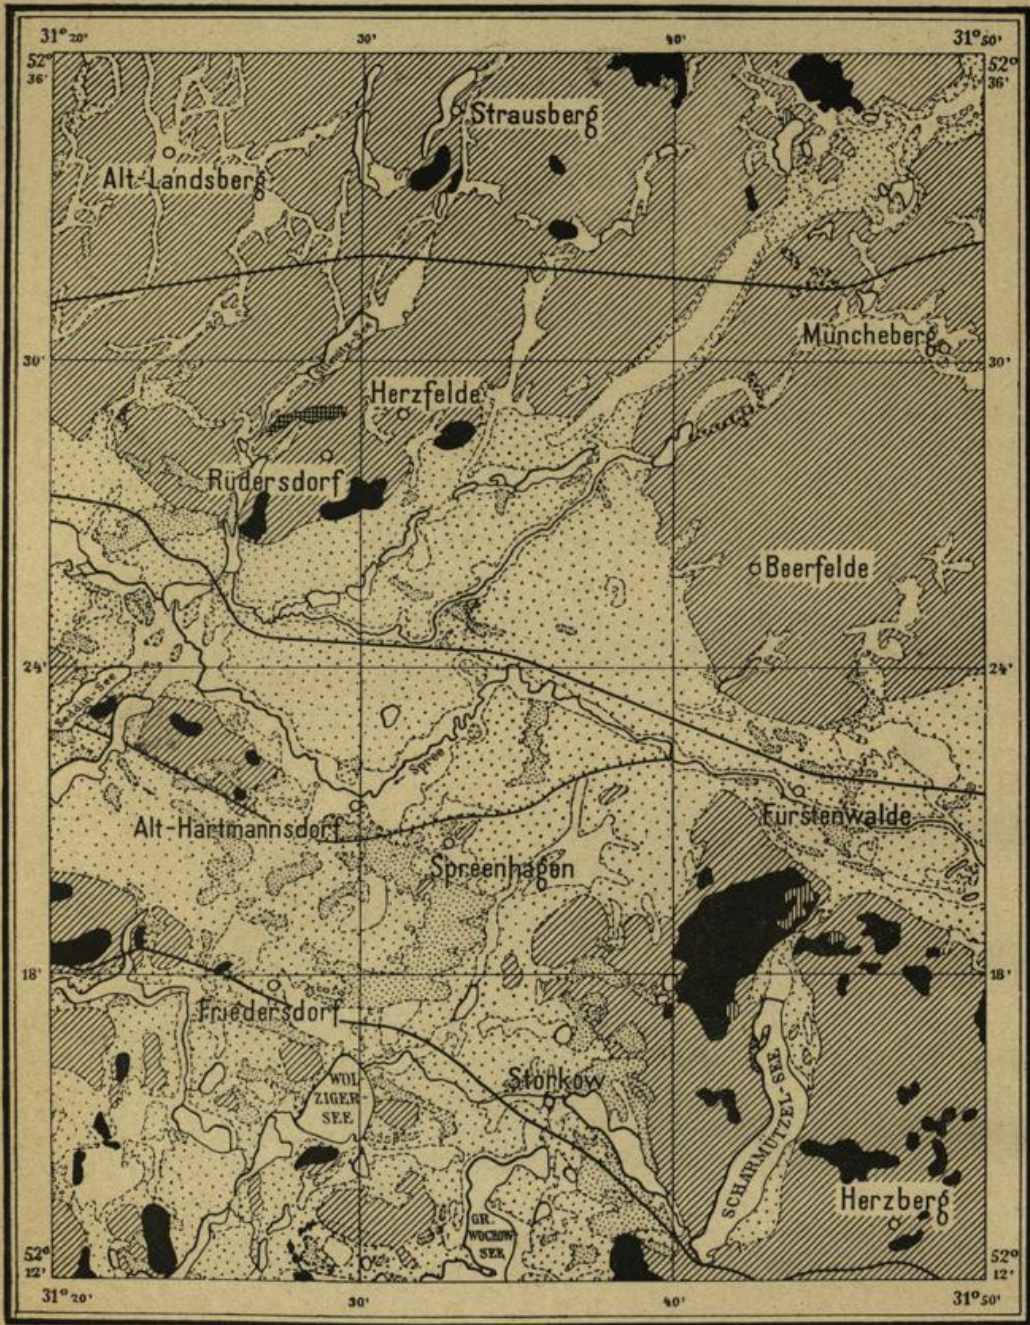 31° 20' 30' 40' 31° 50'
52° 36' 52° 36'
Strausberg
Alt-Landsberg
Müncheberg
30' 30'
Herzfelde
Rüdersdorf
Beerfelde
24' 24'
Seddin-See
Spree
Fürstenwalde
Alt-Hartmannsdorf
Spreenhagen
18' 18'
Friedersdorf
Storkow
WOL
ZIGER-
SEE
SCHARMÜTZEL SEE
Herzberg
GR.
WOCHOW
SEE
52° 12' 52° 12'
31° 20' 30' 40' 31° 50'